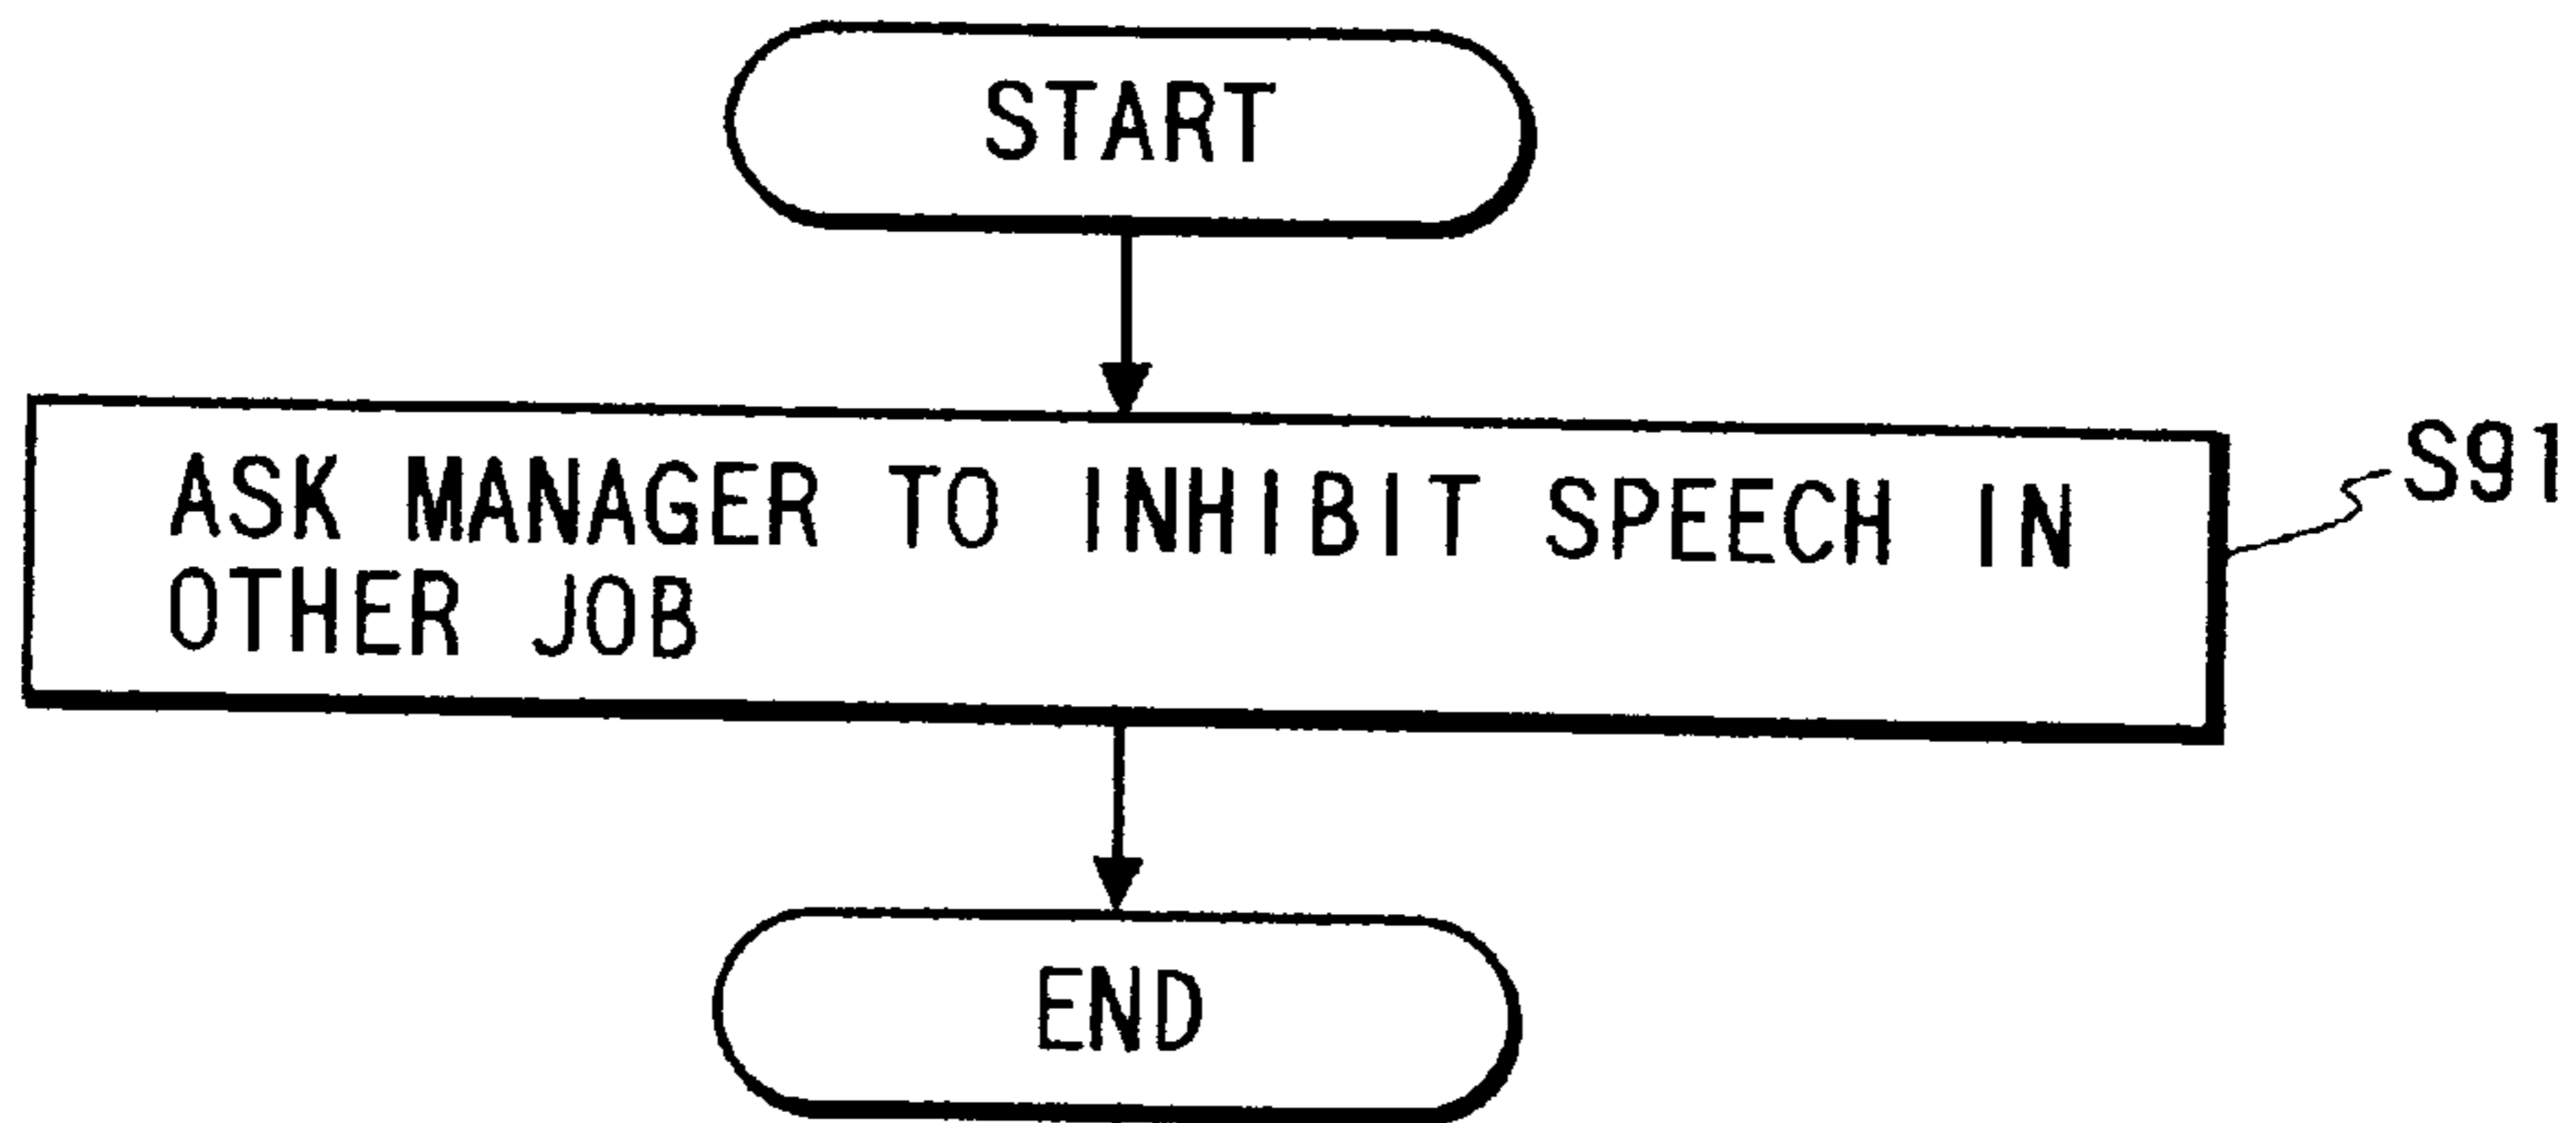 START
ASK MANAGER TO INHIBIT SPEECH IN
OTHER JOB
S91
END